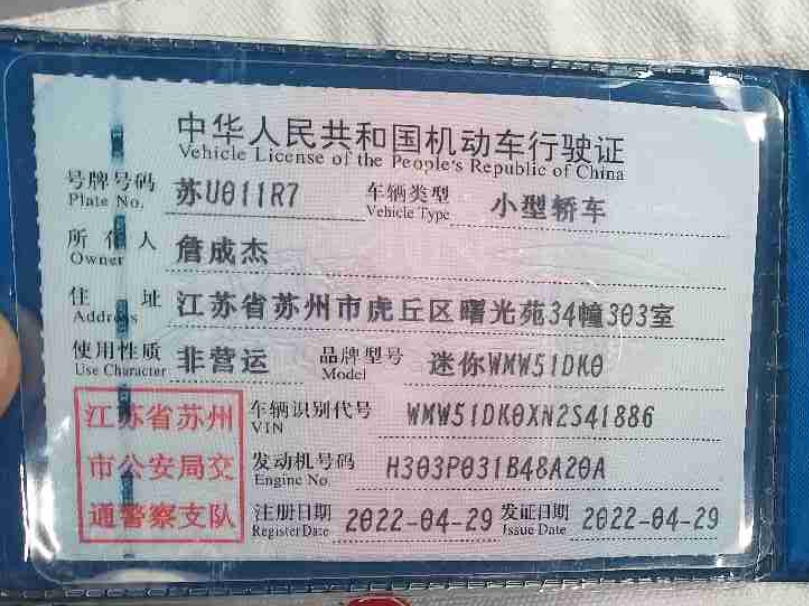 中华人民共和国机动车行驶证
Vehicle License of the People's Republic of China
号牌号码 苏U011R7 车辆类型 小型轿车
Plate No. Vehicle Type
所有人 詹成杰
Owner
住址 江苏省苏州市虎丘区曙光苑34幢303室
Address
使用性质 非营运 品牌型号 迷你WMW51DK0
Use Character Model
江苏省苏州
市公安局交
通警察支队
车辆识别代号 WMW51DK0XN2S41886
VIN
发动机号码 H303P031B48A20A
Engine No.
注册日期 2022-04-29 发证日期 2022-04-29
Register Date Issue Date